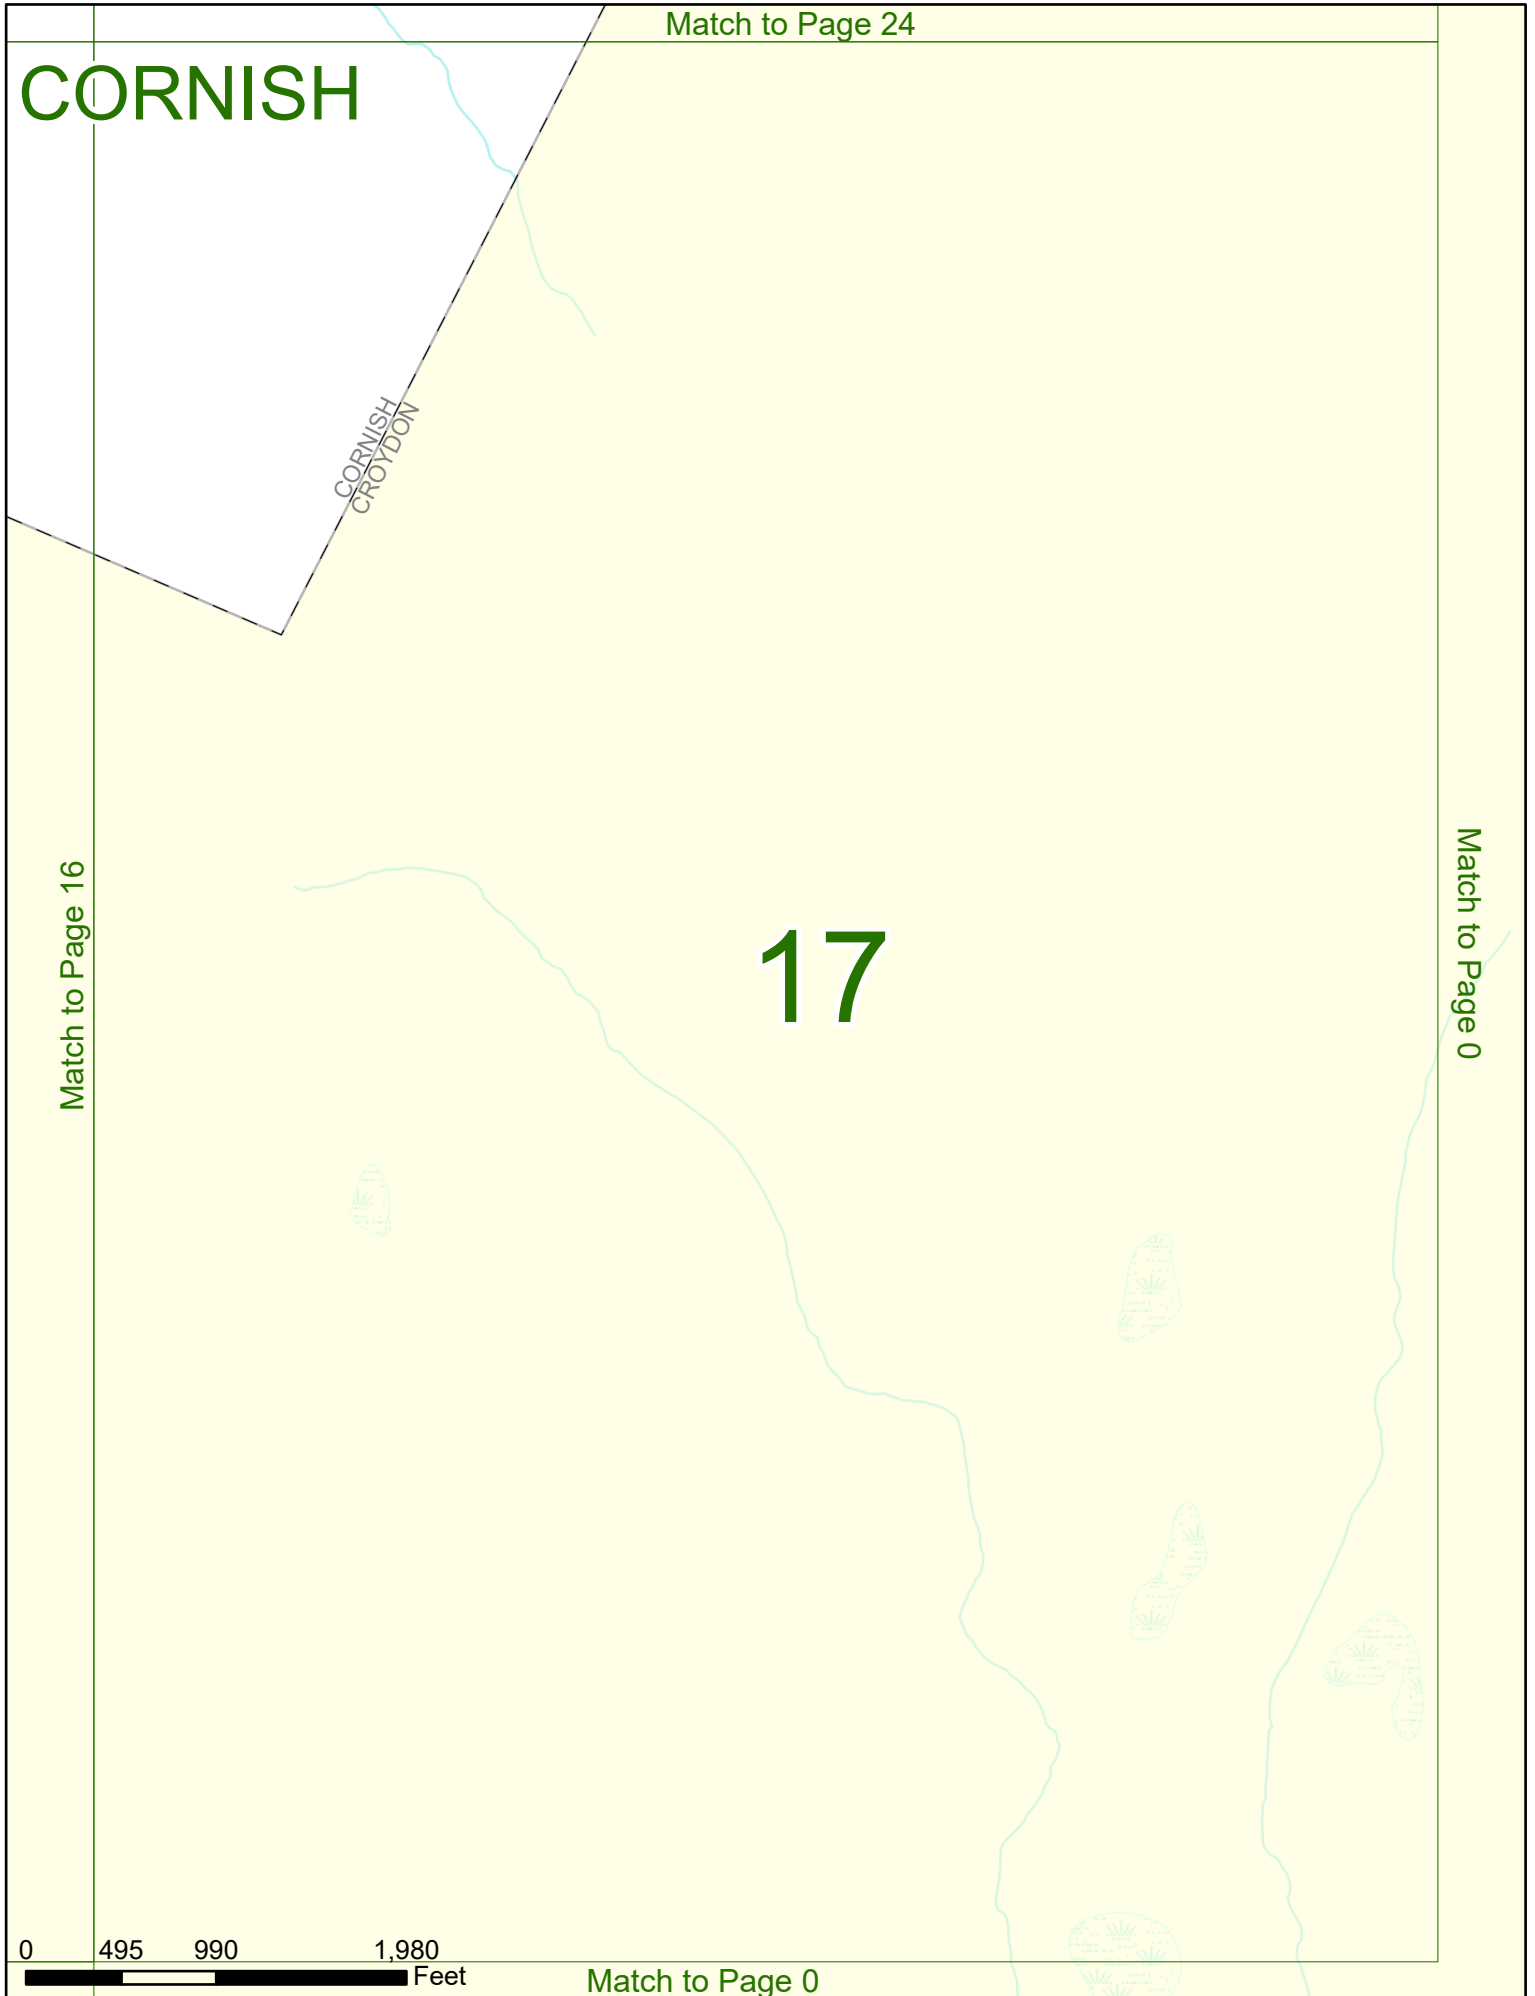 Match to Page 24
CORNISH
CORNISH
CROYDON
Match to Page 16
17
Match to Page 0
0 495 990 1,980
Feet
Match to Page 0